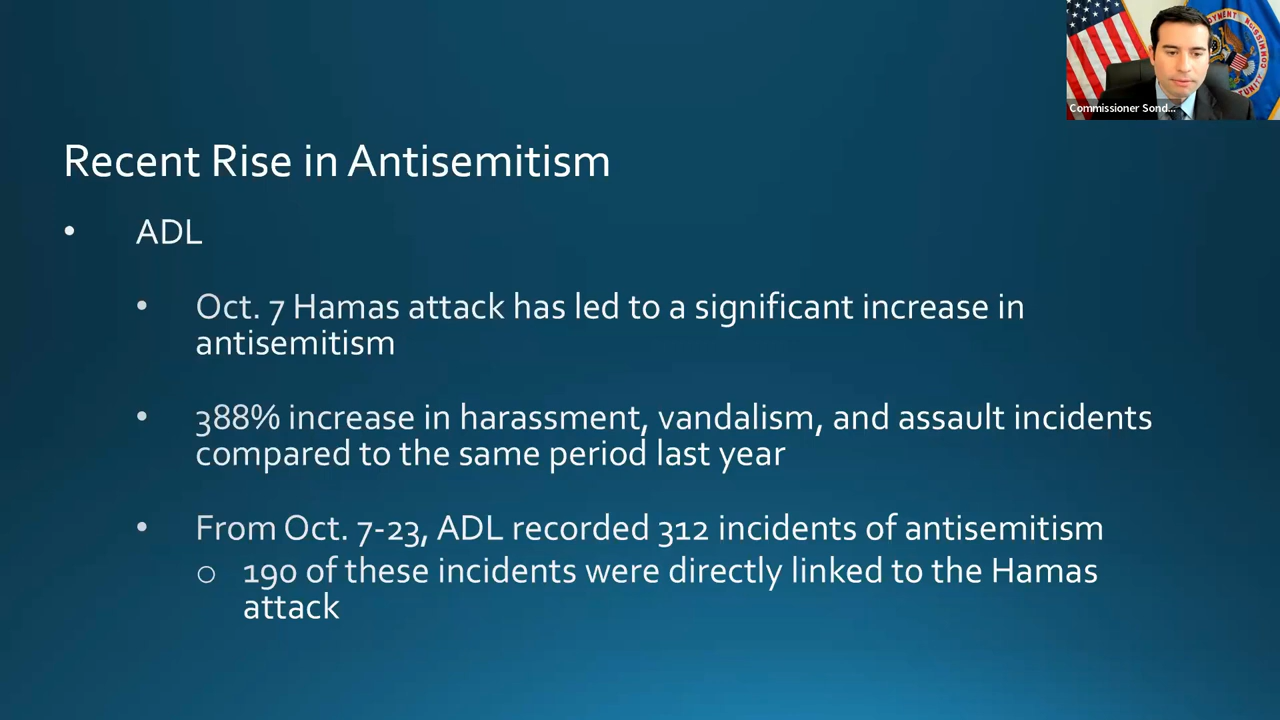 Commissioner Sond...
Recent Rise in Antisemitism
• ADL
• Oct. 7 Hamas attack has led to a significant increase in
antisemitism
• 388% increase in harassment, vandalism, and assault incidents
compared to the same period last year
• From Oct. 7-23, ADL recorded 312 incidents of antisemitism
o 190 of these incidents were directly linked to the Hamas
attack